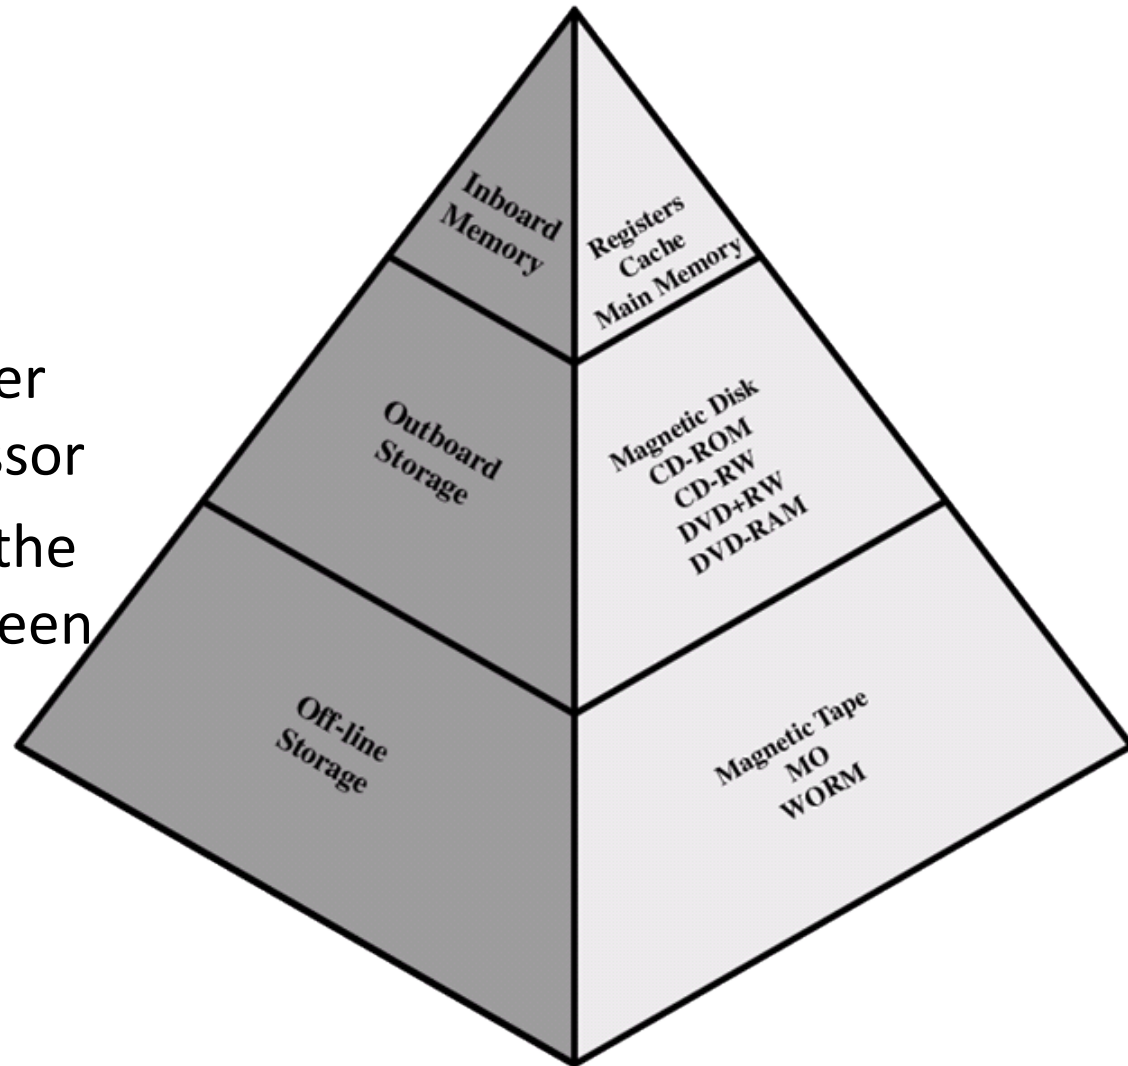 er
ssor
the
een
Inboard
Memory
Registers
Cache
Main Memory
Outboard
Storage
Magnetic Disk
CD-ROM
CD-RW
DVD+RW
DVD-RAM
Off-line
Storage
Magnetic Tape
MO
WORM